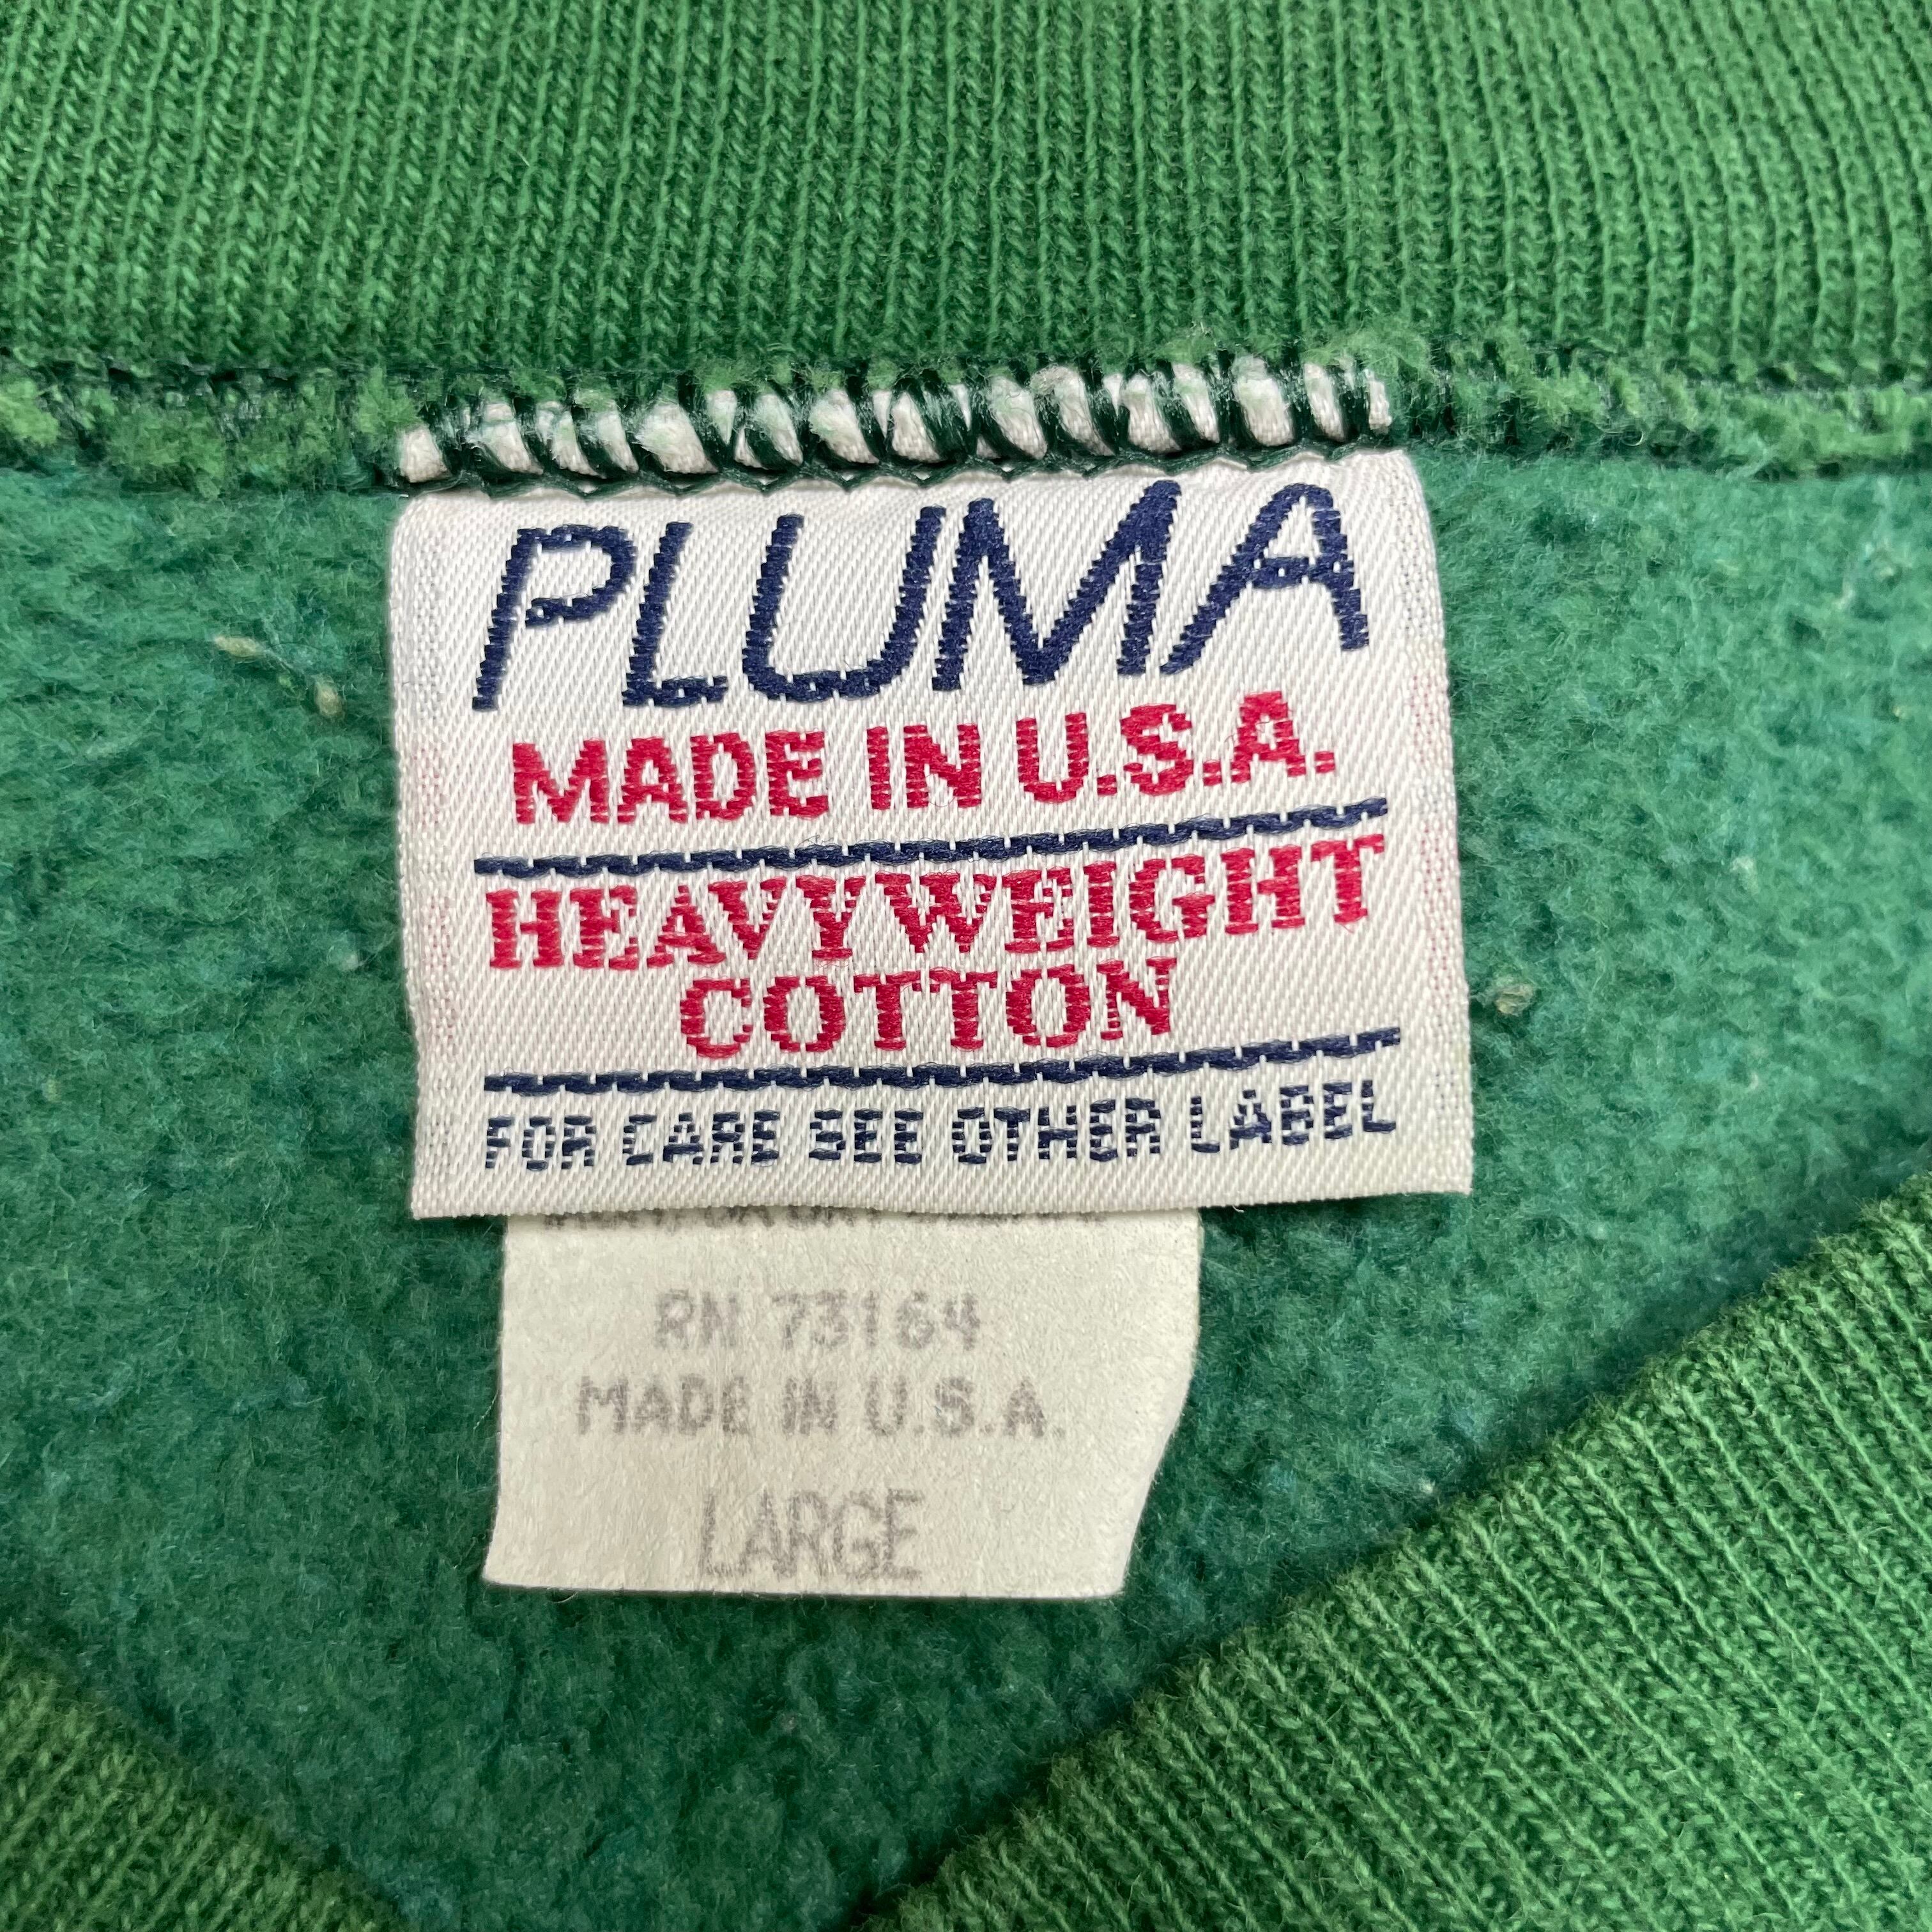 PLUMA
MADE IN U.S.A.
HEAVYWEIGHT
COTTON
FOR CARE SEE OTHER LABEL
RN 73164
MADE IN U.S.A.
LARGE